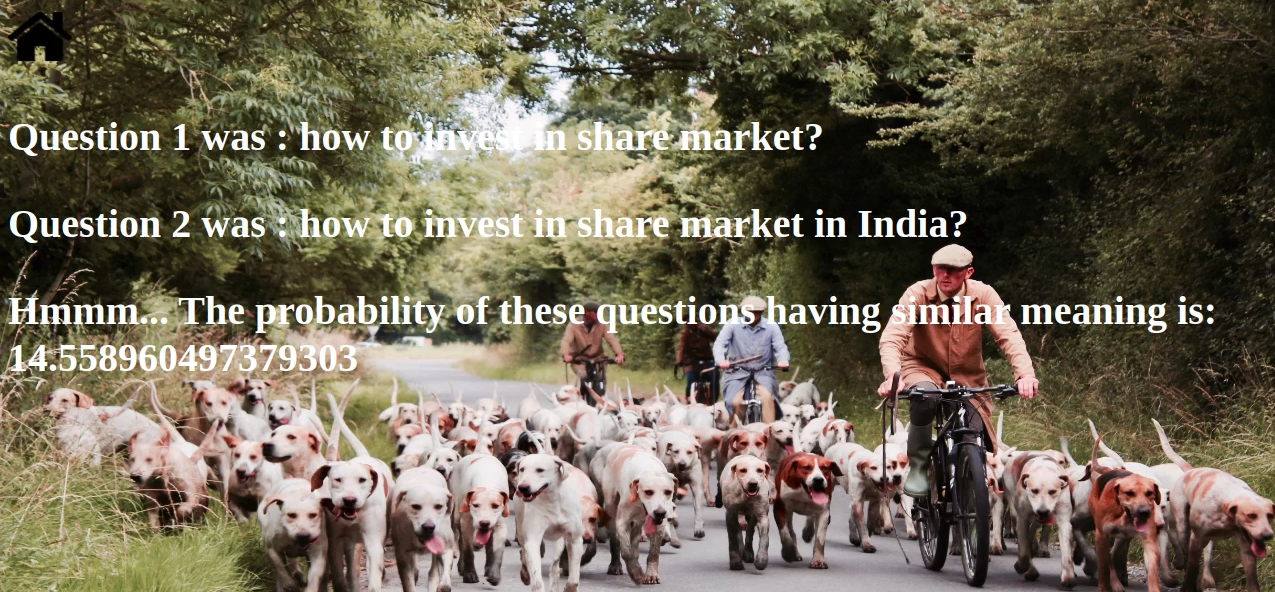 Question 1 was : how to invest in share market?
Question 2 was : how to invest in share market in India?
Hmmm... The probability of these questions having similar meaning is:
14.558960497379303